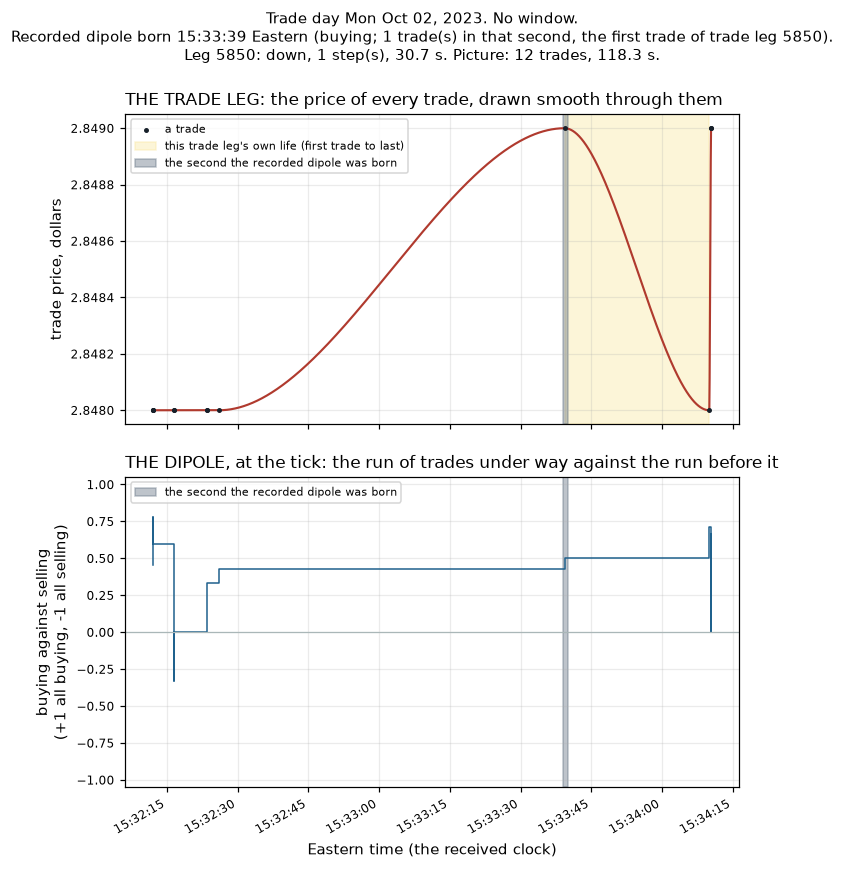 Trade day Mon Oct 02, 2023. No window.
Recorded dipole born 15:33:39 Eastern (buying; 1 trade(s) in that second, the first trade of trade leg 5850).
Leg 5850: down, 1 step(s), 30.7 s. Picture: 12 trades, 118.3 s.
THE TRADE LEG: the price of every trade, drawn smooth through them
a trade
this trade leg's own life (first trade to last)
the second the recorded dipole was born
trade price, dollars
2.8490
2.8488
2.8486
2.8484
2.8482
2.8480
THE DIPOLE, at the tick: the run of trades under way against the run before it
the second the recorded dipole was born
buying against selling
(+1 all buying, -1 all selling)
1.00
0.75
0.50
0.25
0.00
−0.25
−0.50
−0.75
−1.00
15:32:15
15:32:30
15:32:45
15:33:00
15:33:15
15:33:30
15:33:45
15:34:00
15:34:15
Eastern time (the received clock)